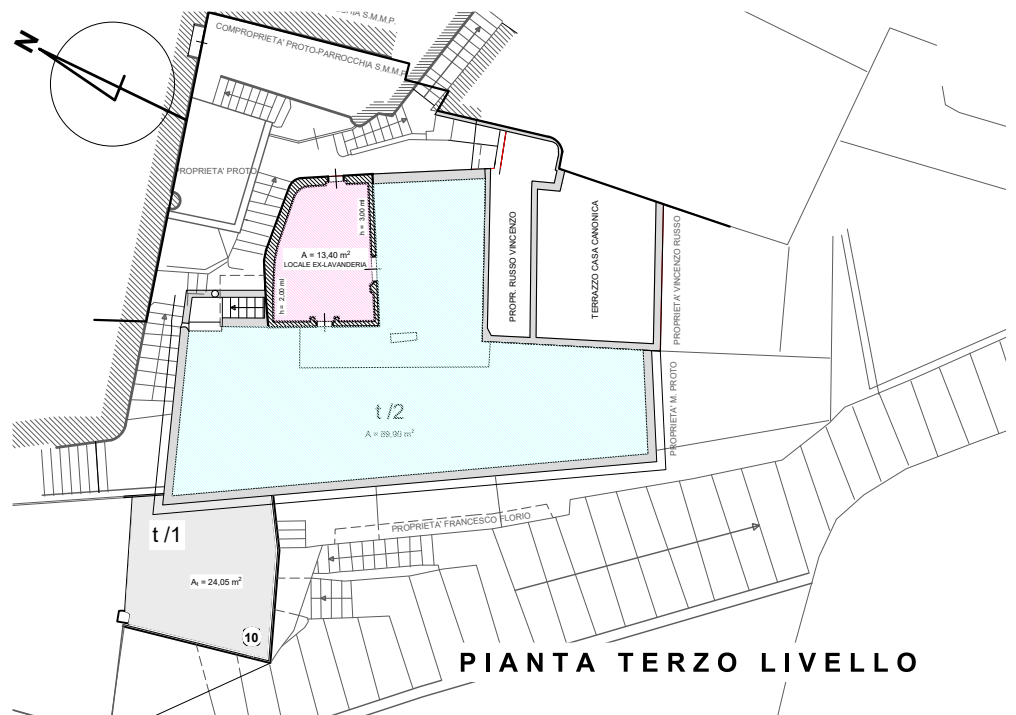 N
COMPROPRIETA' PROTO-PARROCCHIA S.M.M.P.
S.M.M.P.
PROPRIETA' PROTO
A = 13,40 m²
LOCALE EX-LAVANDERIA
h = 3,00 ml
h = 2,00 ml
PROPR. RUSSO VINCENZO
TERRAZZO CASA CANONICA
PROPRIETA' VINCENZO RUSSO
PROPRIETA' M. PROTO
t /2
A = 89,90 m²
PROPRIETA' FRANCESCO FLORIO
t /1
Aₜ = 24,05 m²
10
PIANTA TERZO LIVELLO